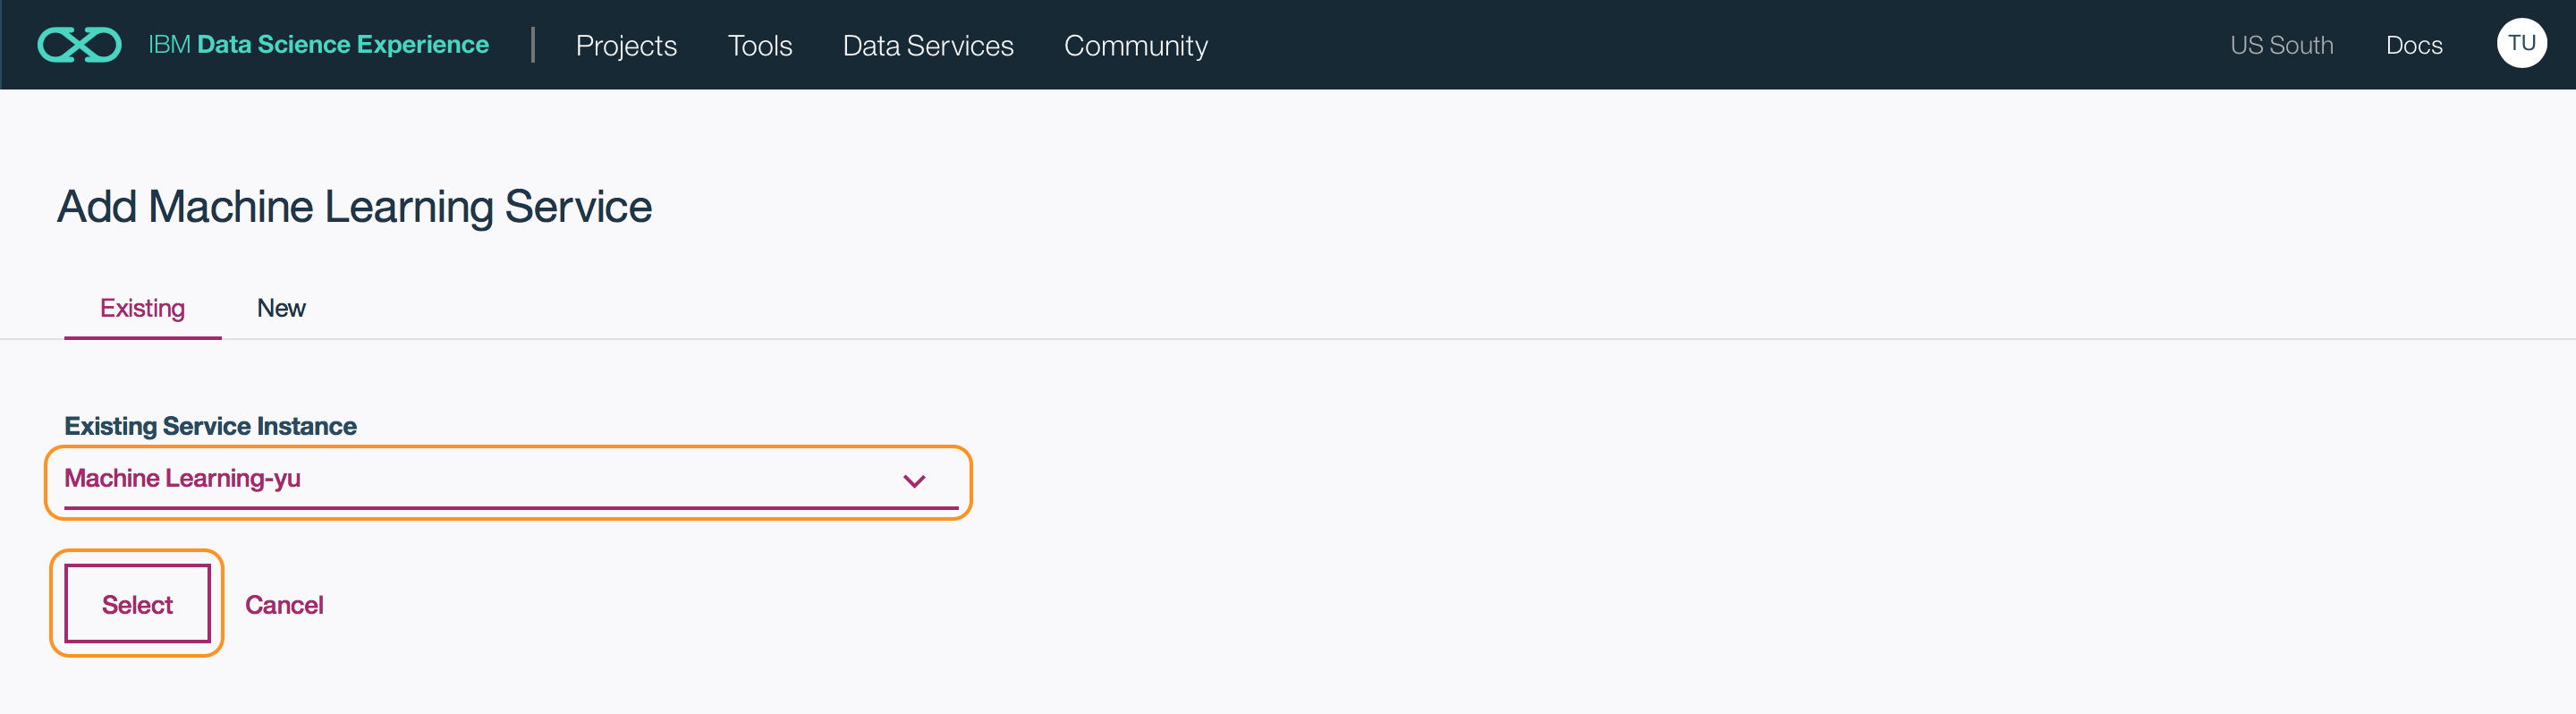 IBM Data Science Experience Projects Tools Data Services Community US South Docs TU
Add Machine Learning Service
Existing New
Existing Service Instance
Machine Learning-yu
Select Cancel